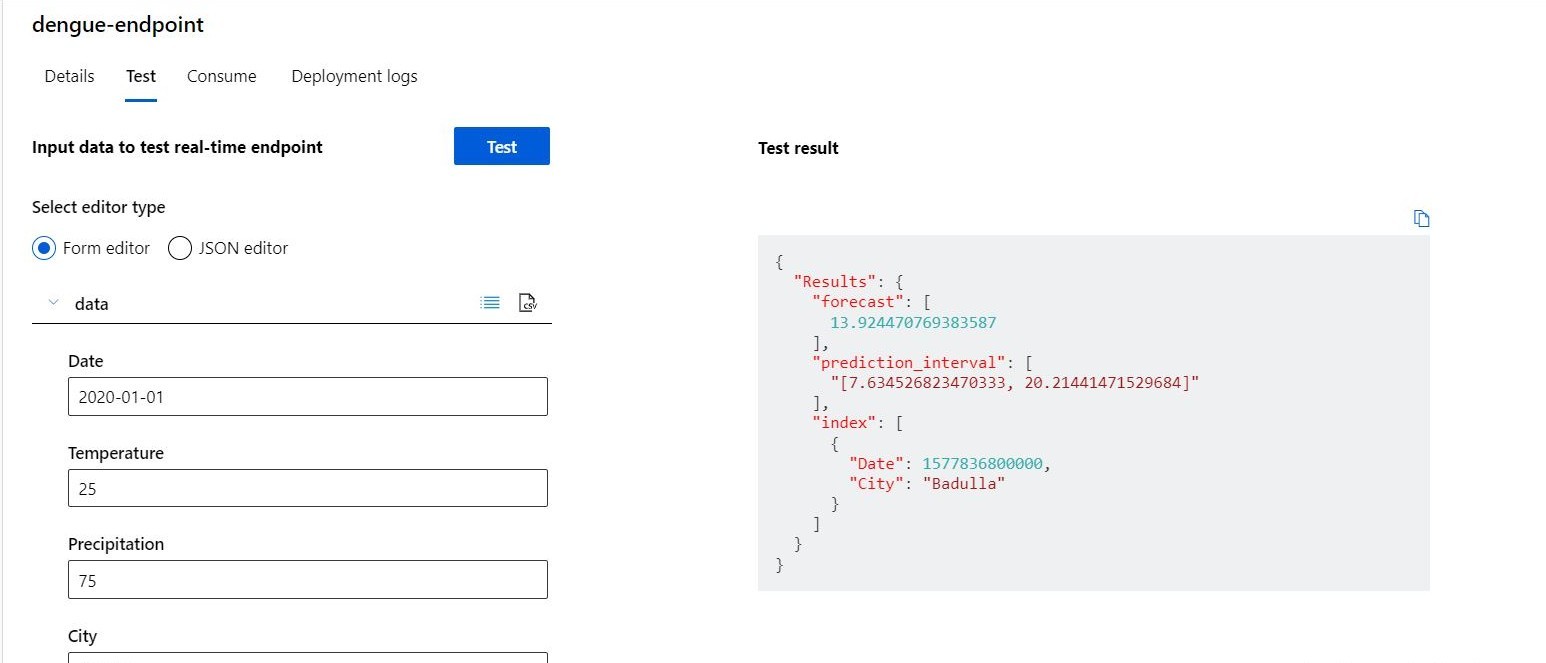 dengue-endpoint
Details Test Consume Deployment logs
Input data to test real-time endpoint
Test
Select editor type
Form editor JSON editor
data
CSV
Date
2020-01-01
Temperature
25
Precipitation
75
City
Test result
{
"Results": {
"forecast": [
13.924470769383587
],
"prediction_interval": [
"[7.634526823470333, 20.21441471529684]"
],
"index": [
{
"Date": 1577836800000,
"City": "Badulla"
}
]
}
}